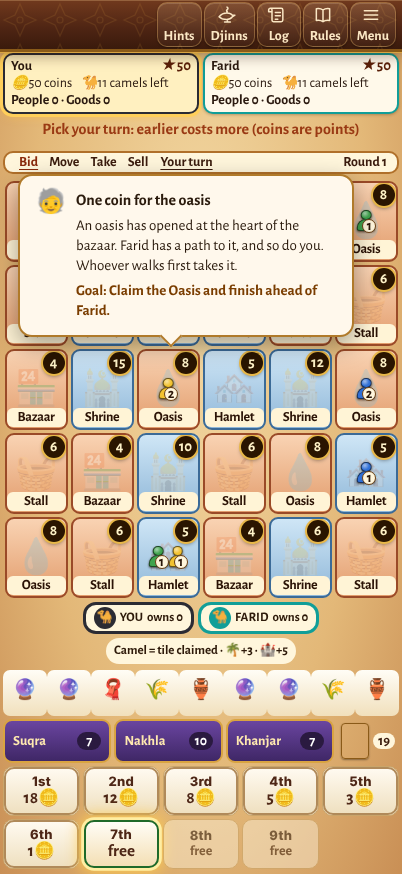 Hints Djinns Log Rules Menu
You ★50
50 coins 11 camels left
People 0 · Goods 0
Farid ★50
50 coins 11 camels left
People 0 · Goods 0
Pick your turn: earlier costs more (coins are points)
Bid Move Take Sell Your turn Round 1
One coin for the oasis
An oasis has opened at the heart of the
bazaar. Farid has a path to it, and so do you.
Whoever walks first takes it.
Goal: Claim the Oasis and finish ahead of
Farid.
8
1
Oasis
6
Stall
4 15 8 5 12 8
24 2 2
Bazaar Shrine Oasis Hamlet Shrine Oasis
6 4 10 6 8 5
24 1
Stall Bazaar Shrine Stall Oasis Hamlet
8 6 5 4 6 6
1 1 24
Oasis Stall Hamlet Bazaar Shrine Stall
YOU owns 0 FARID owns 0
Camel = tile claimed · +3 · +5
Suqra 7 Nakhla 10 Khanjar 7 19
1st 2nd 3rd 4th 5th
18 12 8 5 3
6th 7th 8th 9th
1 free free free